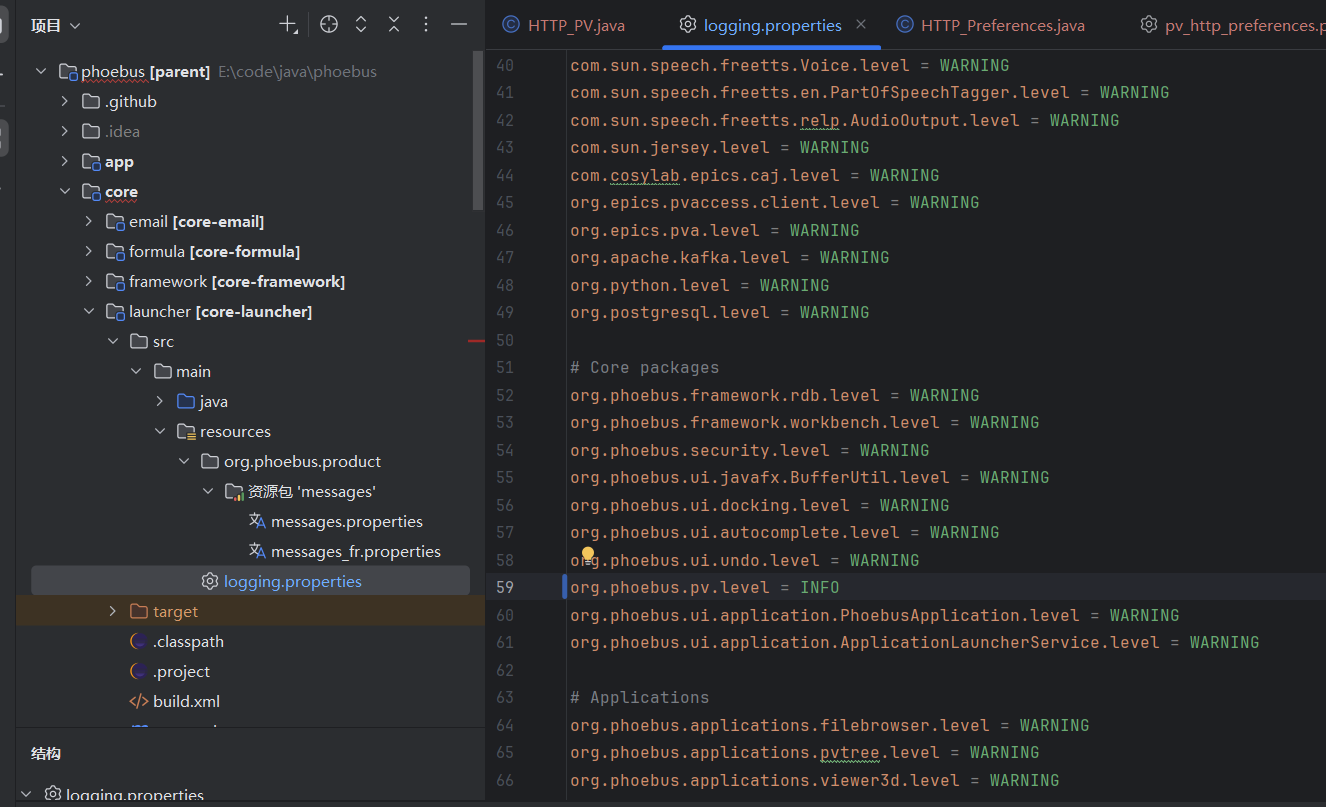 项目
phoebus [parent] E:\code\java\phoebus
.github
.idea
app
core
email [core-email]
formula [core-formula]
framework [core-framework]
launcher [core-launcher]
src
main
java
resources
org.phoebus.product
资源包 'messages'
messages.properties
messages_fr.properties
logging.properties
target
.classpath
.project
build.xml
结构
logging.properties
HTTP_PV.java
logging.properties
HTTP_Preferences.java
pv_http_preferences.p
40 com.sun.speech.freetts.Voice.level = WARNING
41 com.sun.speech.freetts.en.PartOfSpeechTagger.level = WARNING
42 com.sun.speech.freetts.relp.AudioOutput.level = WARNING
43 com.sun.jersey.level = WARNING
44 com.cosylab.epics.caj.level = WARNING
45 org.epics.pvaccess.client.level = WARNING
46 org.epics.pva.level = WARNING
47 org.apache.kafka.level = WARNING
48 org.python.level = WARNING
49 org.postgresql.level = WARNING
50
51 # Core packages
52 org.phoebus.framework.rdb.level = WARNING
53 org.phoebus.framework.workbench.level = WARNING
54 org.phoebus.security.level = WARNING
55 org.phoebus.ui.javafx.BufferUtil.level = WARNING
56 org.phoebus.ui.docking.level = WARNING
57 org.phoebus.ui.autocomplete.level = WARNING
58 org.phoebus.ui.undo.level = WARNING
59 org.phoebus.pv.level = INFO
60 org.phoebus.ui.application.PhoebusApplication.level = WARNING
61 org.phoebus.ui.application.ApplicationLauncherService.level = WARNING
62
63 # Applications
64 org.phoebus.applications.filebrowser.level = WARNING
65 org.phoebus.applications.pvtree.level = WARNING
66 org.phoebus.applications.viewer3d.level = WARNING